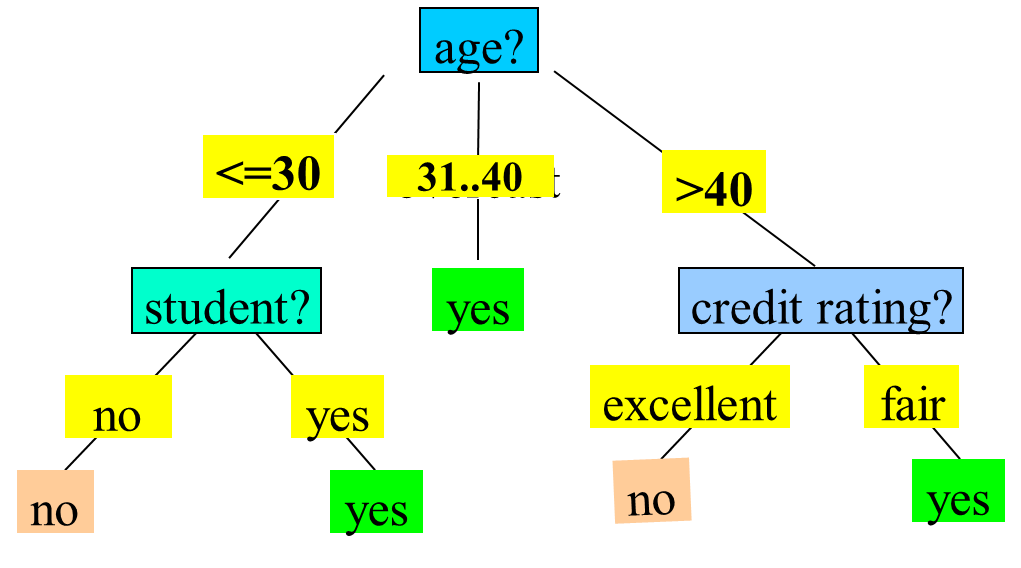 age?
<=30
31..40
>40
student?
yes
credit rating?
no
yes
excellent
fair
no
yes
no
yes